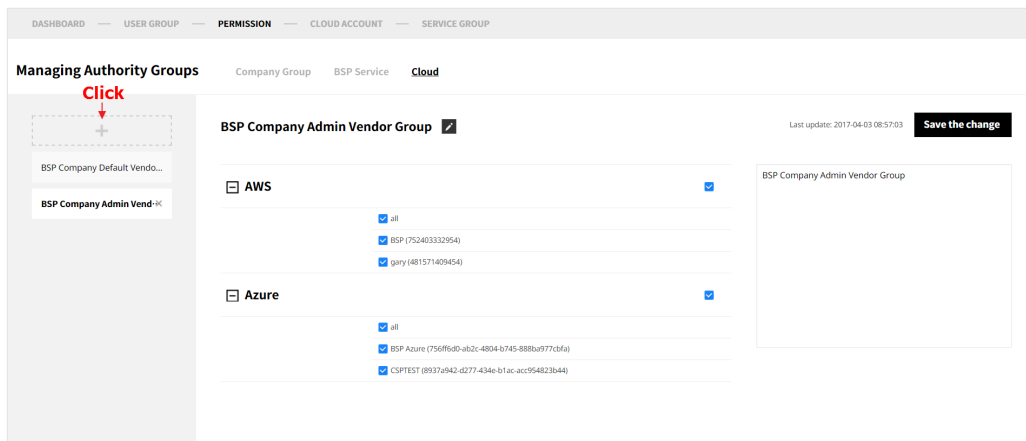 DASHBOARD — USER GROUP — PERMISSION — CLOUD ACCOUNT — SERVICE GROUP
Managing Authority Groups Company Group BSP Service Cloud
Click
+
BSP Company Default Vendo...
BSP Company Admin Vend··
BSP Company Admin Vendor Group
Last update: 2017-04-03 08:57:03 Save the change
AWS
all
BSP (752403332954)
gary (481571409454)
Azure
all
BSP Azure (756ff6d0-ab2c-4804-b745-888ba977cbfa)
CSPTEST (8937a942-d277-434e-b1ac-acc954823b44)
BSP Company Admin Vendor Group